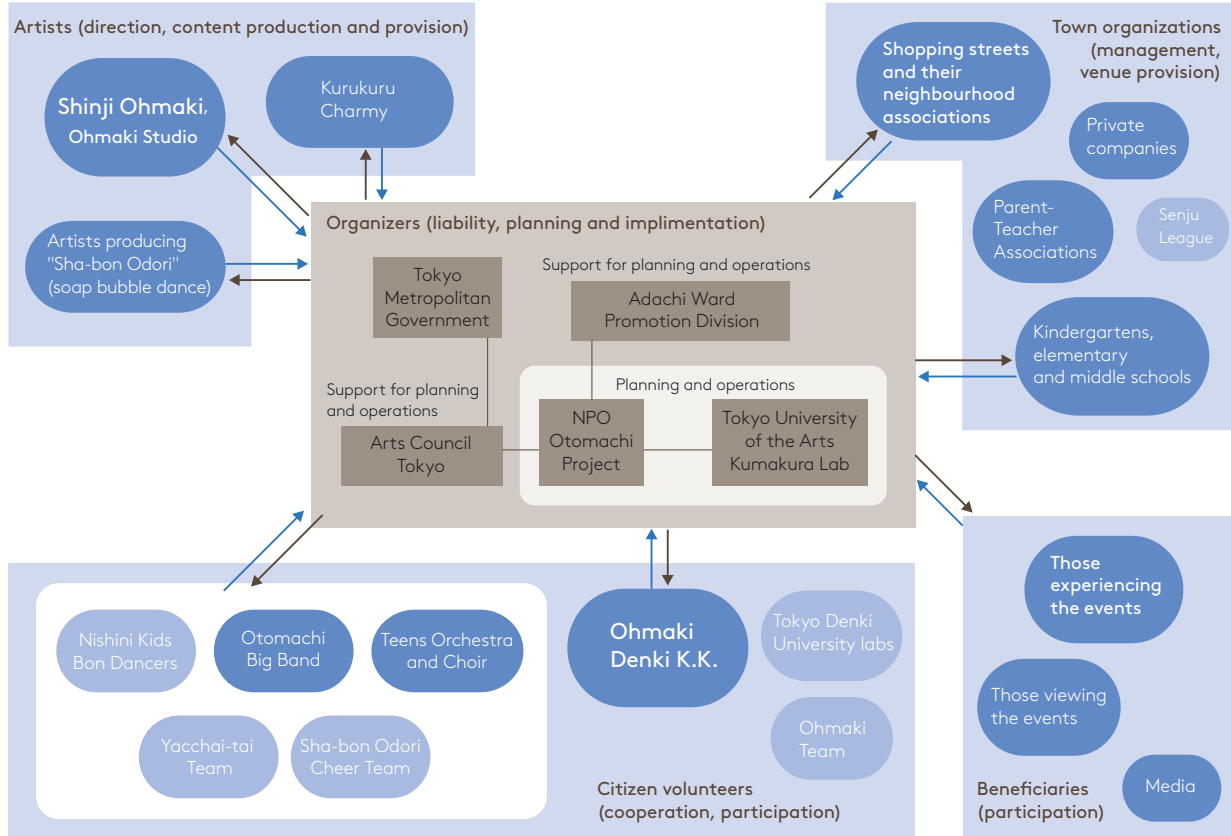 Artists (direction, content production and provision)
Shinji Ohmaki,
Ohmaki Studio
Kurukuru
Charmy
Artists producing
"Sha-bon Odori"
(soap bubble dance)
Town organizations
(management,
venue provision)
Shopping streets
and their
neighbourhood
associations
Private
companies
Parent-
Teacher
Associations
Senju
League
Kindergartens,
elementary
and middle schools
Organizers (liability, planning and implimentation)
Tokyo
Metropolitan
Government
Support for planning and operations
Adachi Ward
Promotion Division
Support for planning
and operations
Arts Council
Tokyo
Planning and operations
NPO
Otomachi
Project
Tokyo University
of the Arts
Kumakura Lab
Nishini Kids
Bon Dancers
Otomachi
Big Band
Teens Orchestra
and Choir
Yacchai-tai
Team
Sha-bon Odori
Cheer Team
Ohmaki
Denki K.K.
Tokyo Denki
University labs
Ohmaki
Team
Citizen volunteers
(cooperation, participation)
Those
experiencing
the events
Those viewing
the events
Media
Beneficiaries
(participation)